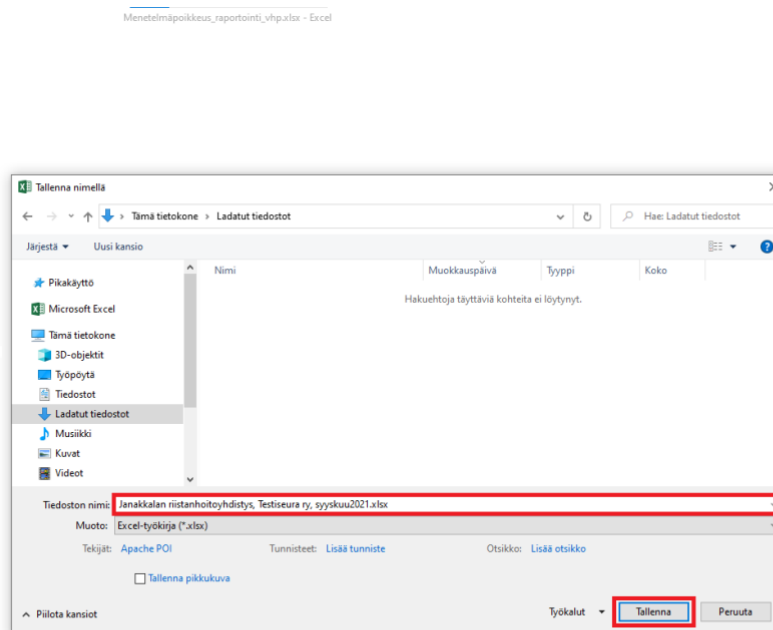 Menetelmäpoikkeus_raportointi_vhp.xlsx - Excel
Tallenna nimellä
Tämä tietokone > Ladatut tiedostot
Hae: Ladatut tiedostot
Järjestä
Uusi kansio
Nimi
Muokkauspäivä
Tyyppi
Koko
Hakuehtoja täyttäviä kohteita ei löytynyt.
Pikakäyttö
Microsoft Excel
Tämä tietokone
3D-objektit
Työpöytä
Tiedostot
Ladatut tiedostot
Musiikki
Kuvat
Videot
Tiedoston nimi: Janakkalan riistanhoitoyhdistys, Testiseura ry, syyskuu2021.xlsx
Muoto: Excel-työkirja (*.xlsx)
Tekijät: Apache POI Tunnisteet: Lisää tunniste Otsikko: Lisää otsikko
Tallenna pikkukuva
Piilota kansiot
Työkalut
Tallenna
Peruuta